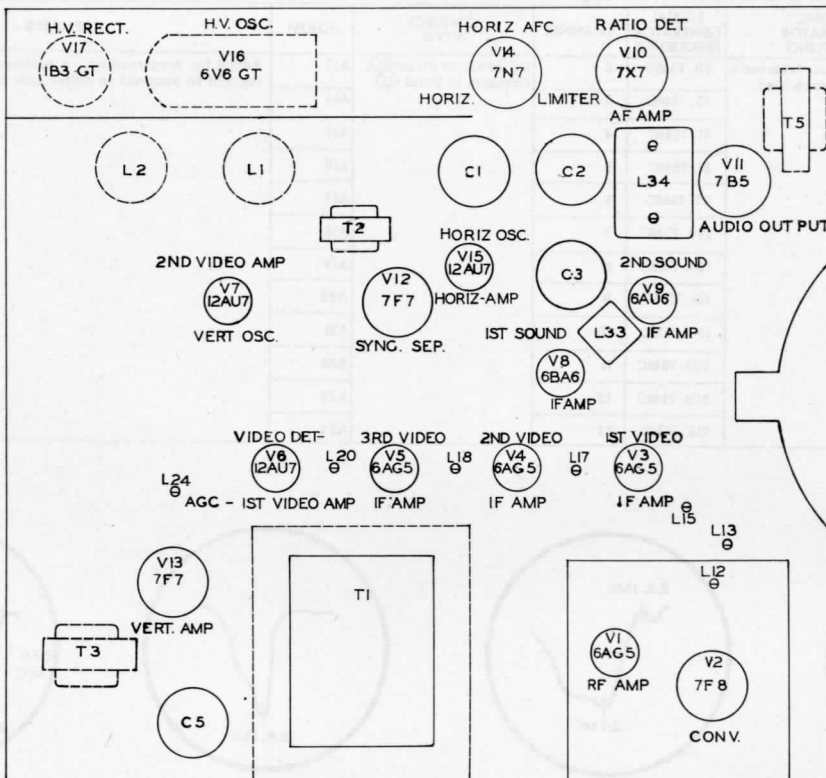 H.V. RECT.
V17
1B3 GT
H.V. OSC.
V16
6V6 GT
HORIZ AFC
V14
7N7
HORIZ.
RATIO DET.
V10
7X7
LIMITER
AF AMP
T5
L2
L1
C1
C2
L34
V11
7B5
AUDIO OUT PUT
T2
2ND VIDEO AMP
V7
12AU7
VERT OSC.
V12
7F7
SYNC. SEP.
HORIZ OSC.
V15
12AU7
HORIZ-AMP
C3
2ND SOUND
V9
6AU6
IF AMP
L33
1ST SOUND
V8
6BA6
IF AMP
VIDEO DET-
V6
12AU7
AGC - 1ST VIDEO AMP
L24
L20
3RD VIDEO
V5
6AG5
IF AMP
L18
2ND VIDEO
V4
6AG5
IF AMP
L17
1ST VIDEO
V3
6AG5
IF AMP
L15
L13
L12
V13
7F7
VERT. AMP
T3
C5
T1
V1
6AG5
RF AMP
V2
7F8
CONV.